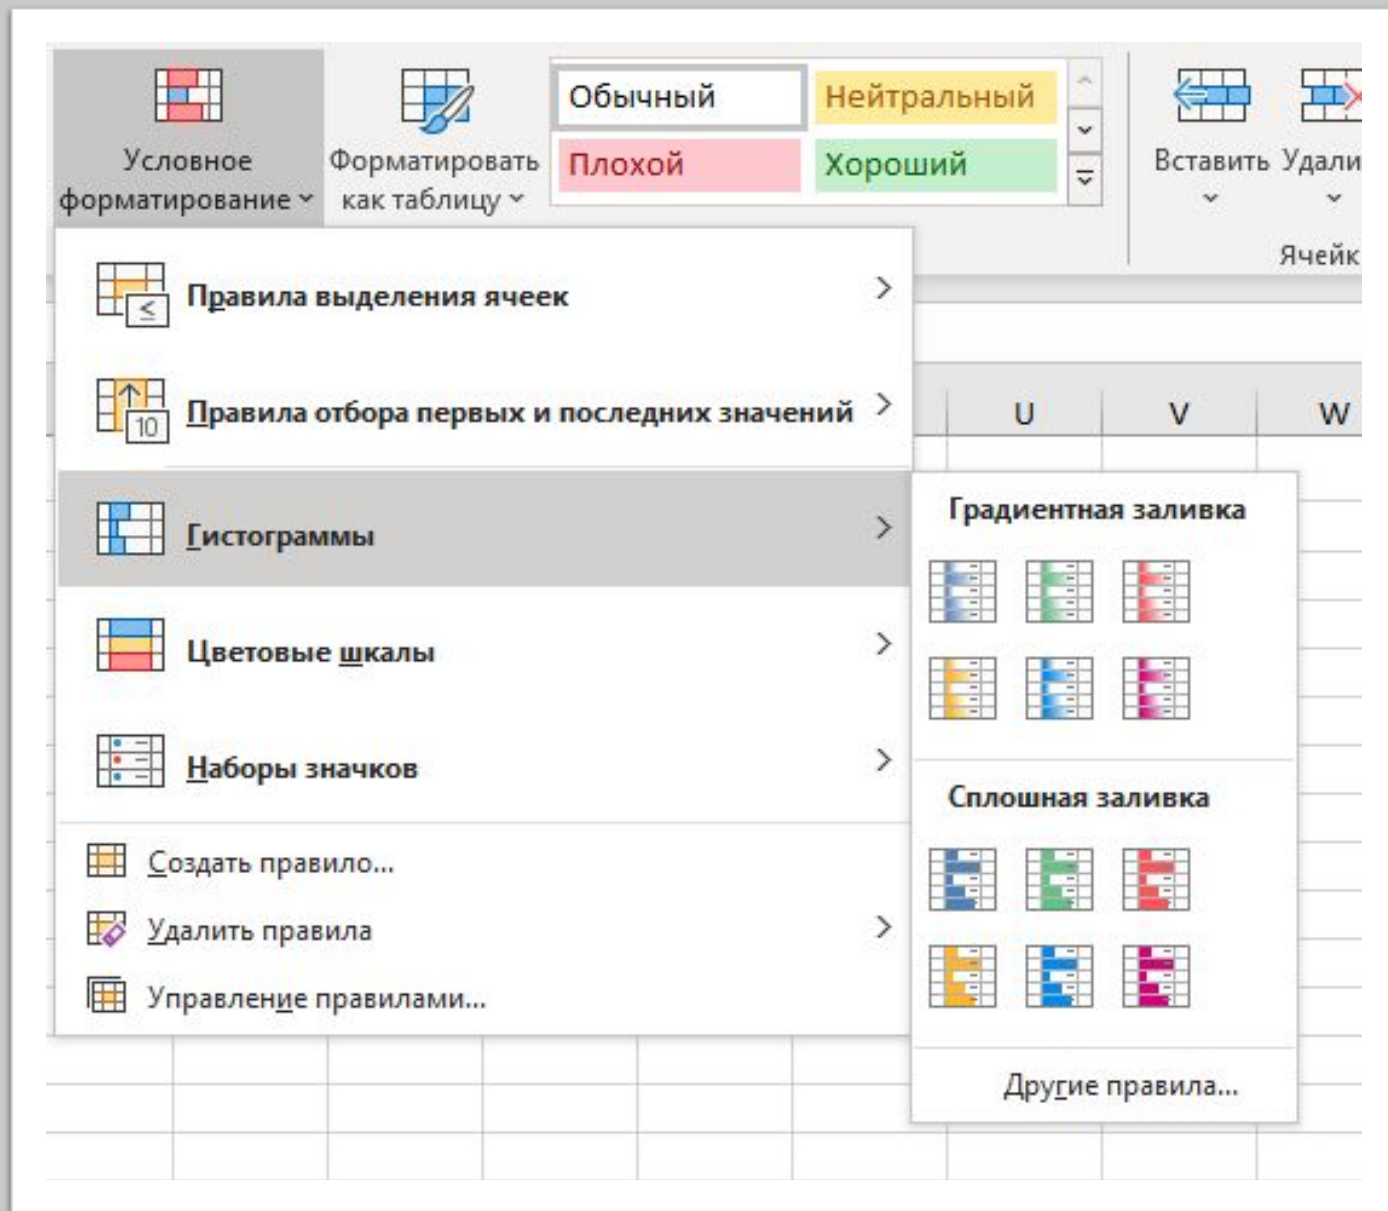 Условное
форматирование
Форматировать
как таблицу
Обычный
Нейтральный
Плохой
Хороший
Вставить
Удали
Ячейк
≤
Правила выделения ячеек
10
Правила отбора первых и последних значений
U
V
W
Гистограммы
Градиентная заливка
Цветовые шкалы
Наборы значков
Сплошная заливка
Создать правило...
Удалить правила
Управление правилами...
Другие правила...